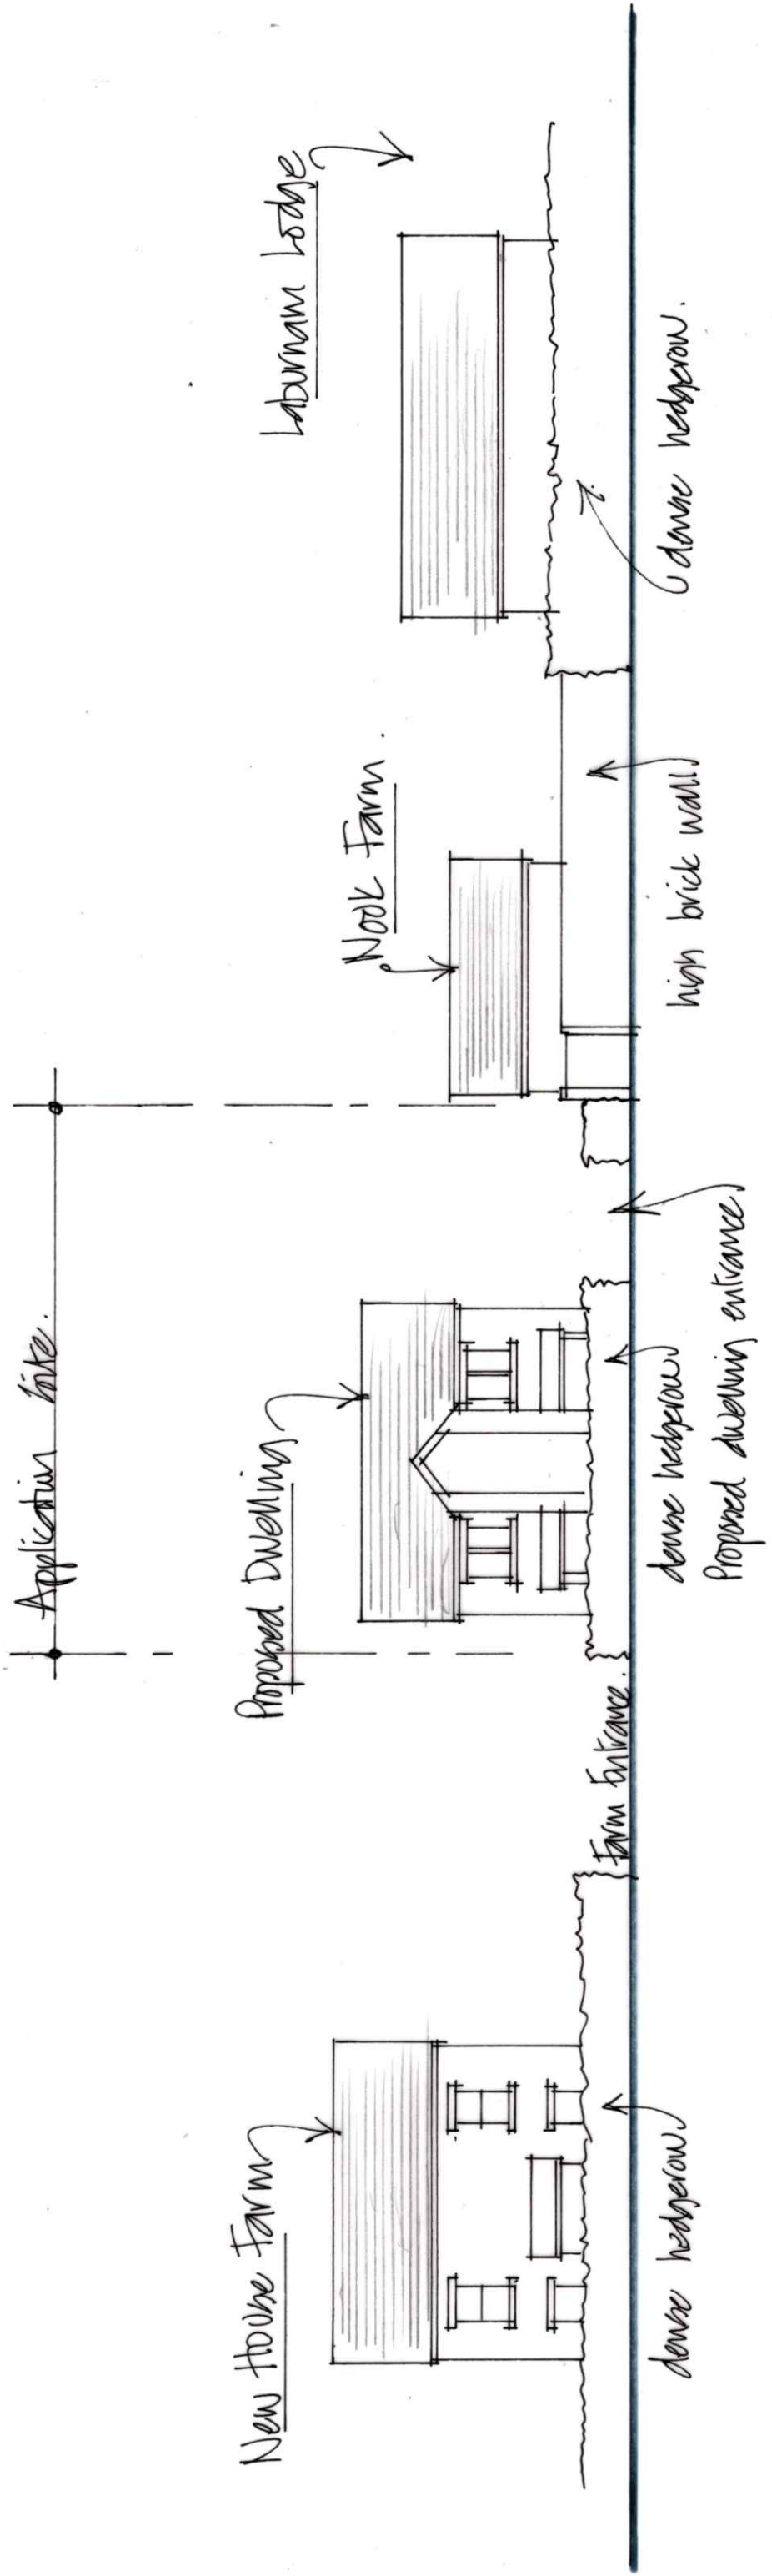 Application Site.
New House Farm
Proposed Dwelling
Nook Farm.
Laburnam Lodge
Farm Entrance.
dense hedgerow.
dense hedgerow.
Proposed dwelling entrance.
high brick wall.
dense hedgerow.